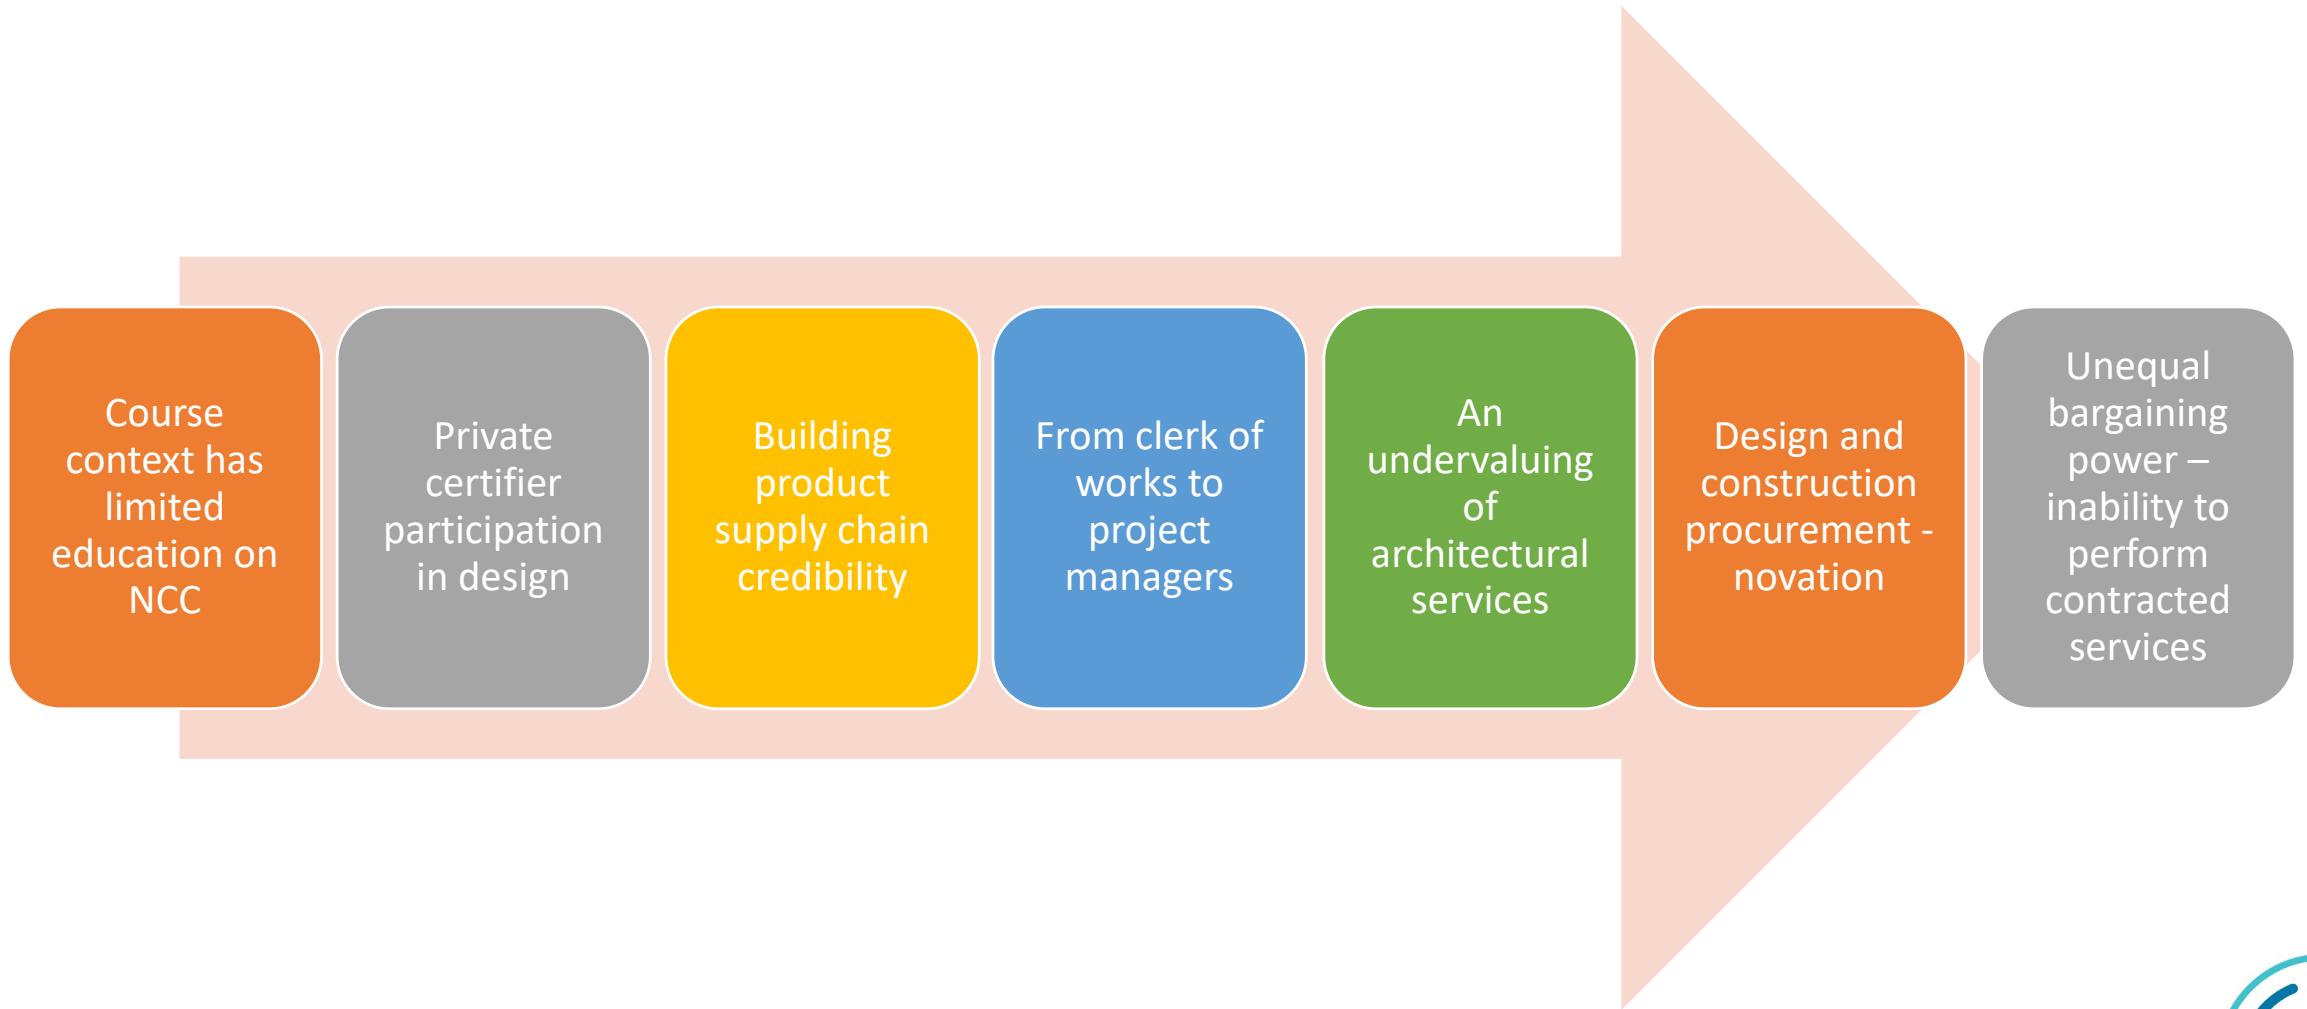 Course
context has
limited
education on
NCC
Private
certifier
participation
in design
Building
product
supply chain
credibility
From clerk of
works to
project
managers
An
undervaluing
of
architectural
services
Design and
construction
procurement -
novation
Unequal
bargaining
power –
inability to
perform
contracted
services